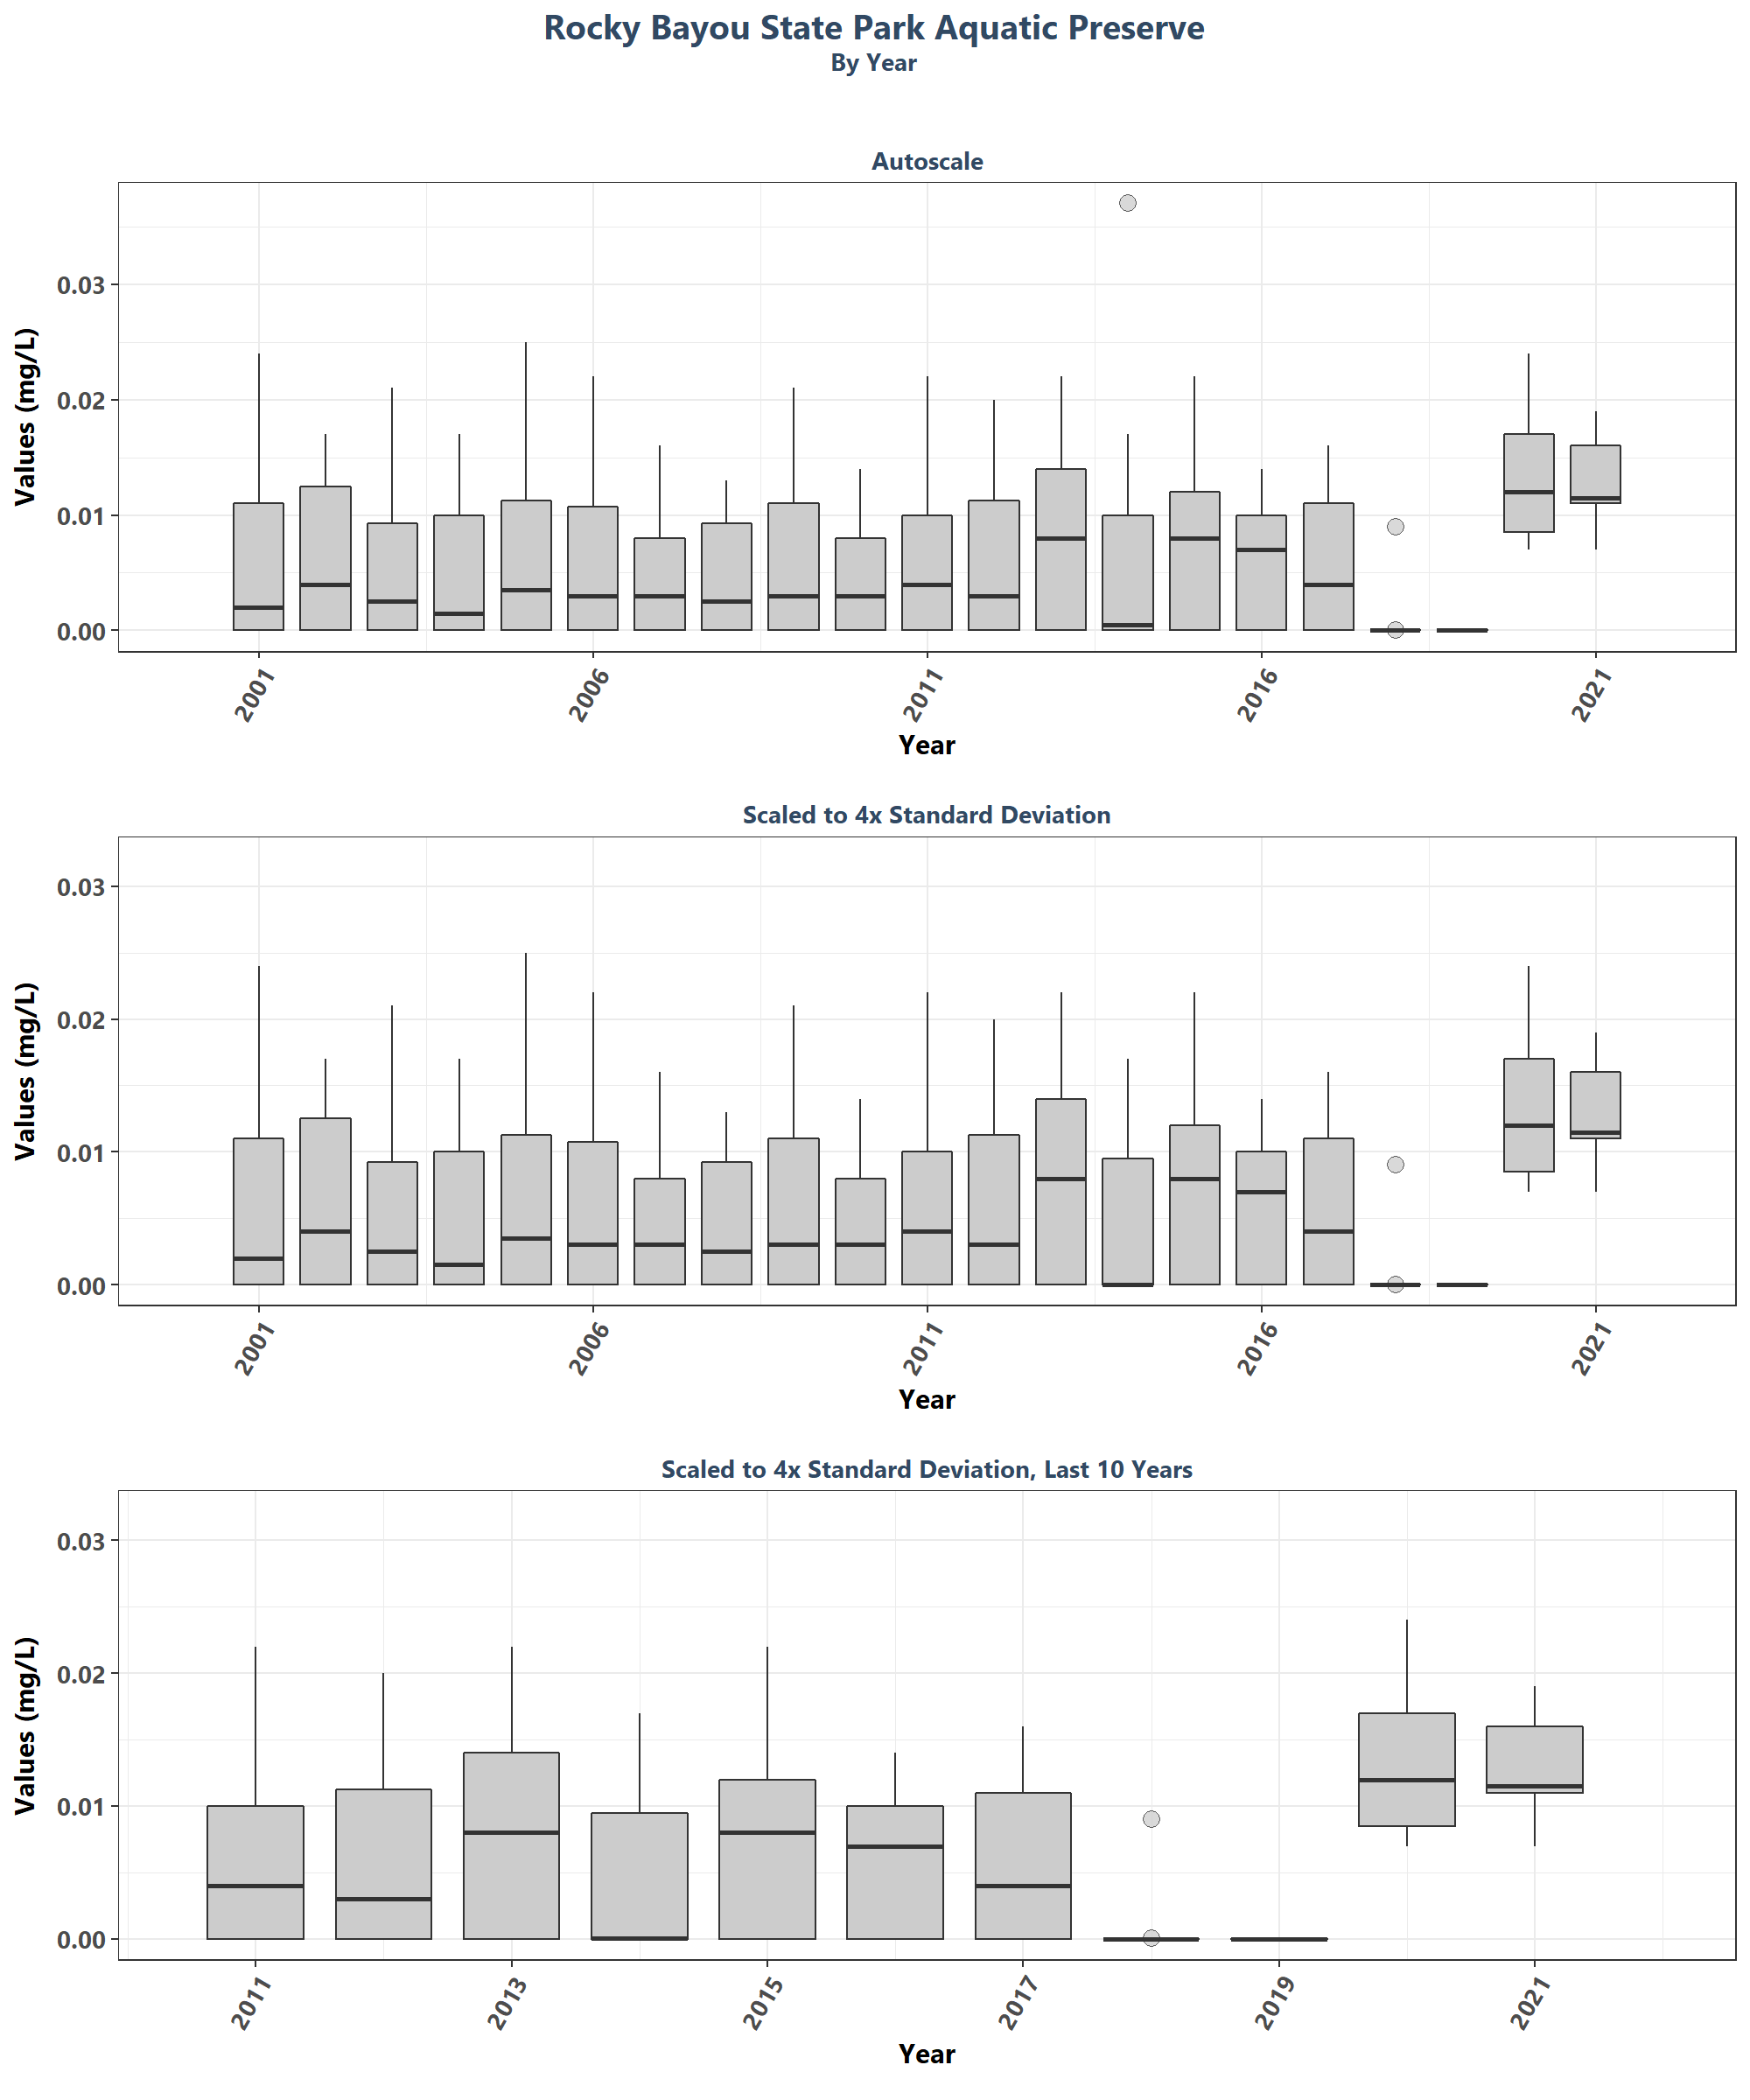 Rocky Bayou State Park Aquatic Preserve
By Year
Autoscale
Values (mg/L)
0.03
0.02
0.01
0.00
2001 2006 2011 2016 2021
Year
Scaled to 4x Standard Deviation
Values (mg/L)
0.03
0.02
0.01
0.00
2001 2006 2011 2016 2021
Year
Scaled to 4x Standard Deviation, Last 10 Years
Values (mg/L)
0.03
0.02
0.01
0.00
2011 2013 2015 2017 2019 2021
Year